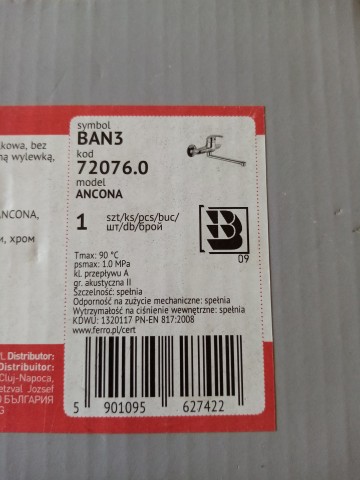 symbol
BAN3
kod
72076.0
model
ANCONA
1 szt/ks/pcs/buc/
шт/db/брой
B
09
Tmax: 90 °C
psmax: 1.0 MPa
kl. przepływu A
gr. akustyczna II
Szczelność: spełnia
Odporność na zużycie mechaniczne: spełnia
Wytrzymałość na ciśnienie wewnętrzne: spełnia
KDWU: 1320117 PN-EN 817:2008
www.ferro.pl/cert
5 901095 627422
kowa, bez
wylewką,
ANCONA,
хром
PL Distributor:
Distribuitor:
Cluj-Napoca,
etzval Jozsef
БЪЛГАРИЯ
G